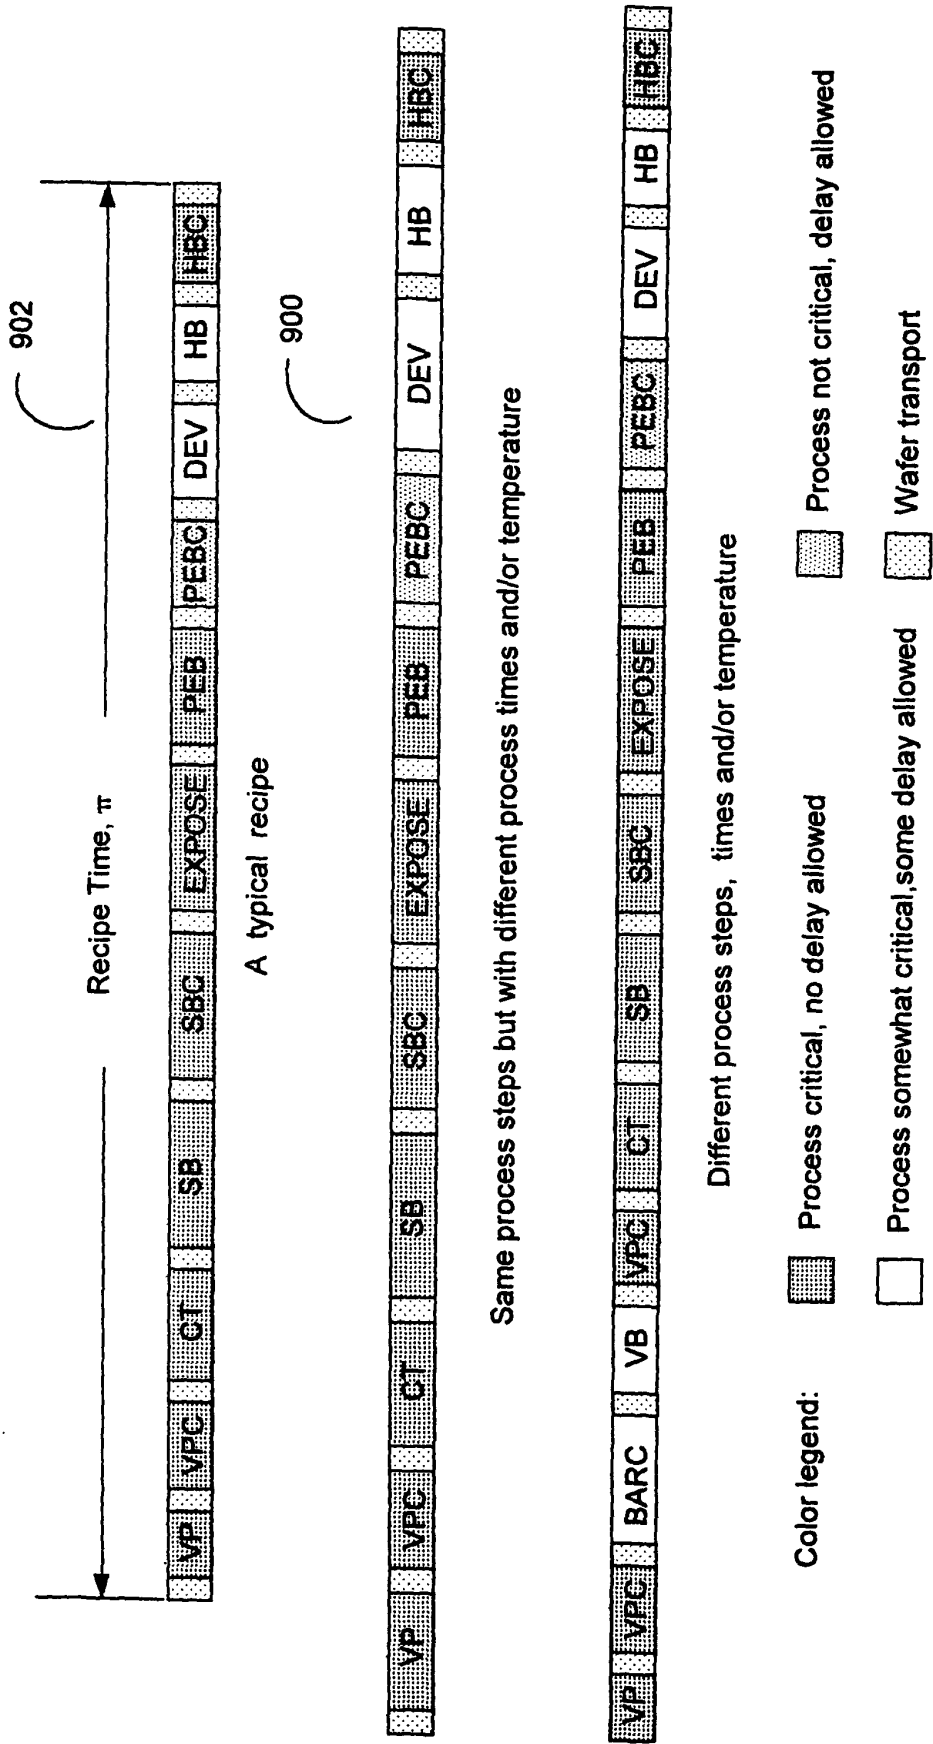 902
Recipe Time, π
VP VPC CT SB SBC EXPOSE PEB PEBC DEV HB HBC
A typical recipe
900
VP VPC CT SB SBC EXPOSE PEB PEBC DEV HB HBC
Same process steps but with different process times and/or temperature
VP VPC BARC VB VPC CT SB SBC EXPOSE PEB PEBC DEV HB HBC
Different process steps, times and/or temperature
Color legend:
Process critical, no delay allowed
Process not critical, delay allowed
Process somewhat critical,some delay allowed
Wafer transport